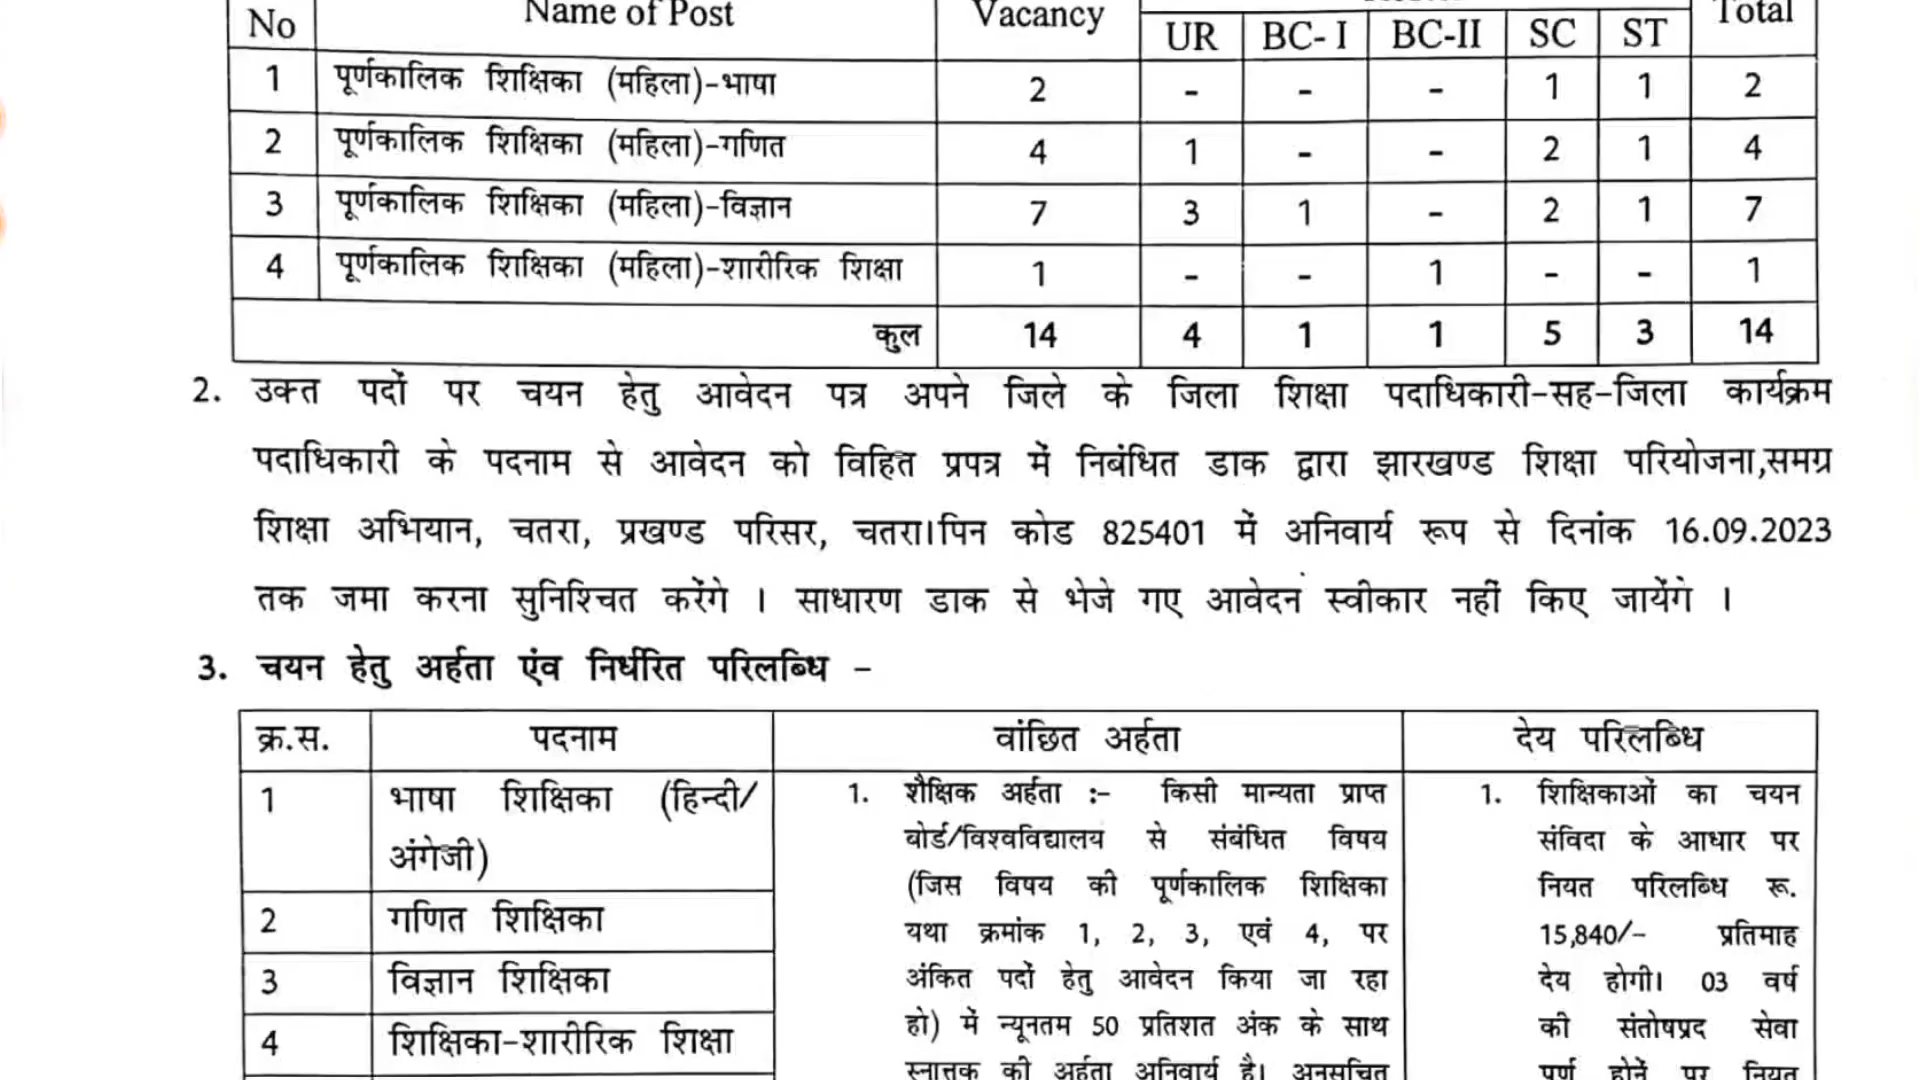 No Name of Post Vacancy UR BC- I BC-II SC ST Total
1 पूर्णकालिक शिक्षिका (महिला)-भाषा 2 - - - 1 1 2
2 पूर्णकालिक शिक्षिका (महिला)-गणित 4 1 - - 2 1 4
3 पूर्णकालिक शिक्षिका (महिला)-विज्ञान 7 3 1 - 2 1 7
4 पूर्णकालिक शिक्षिका (महिला)-शारीरिक शिक्षा 1 - - 1 - - 1
कुल 14 4 1 1 5 3 14
2. उक्त पदों पर चयन हेतु आवेदन पत्र अपने जिले के जिला शिक्षा पदाधिकारी-सह-जिला कार्यक्रम
पदाधिकारी के पदनाम से आवेदन को विहित प्रपत्र में निबंधित डाक द्वारा झारखण्ड शिक्षा परियोजना,समग्र
शिक्षा अभियान, चतरा, प्रखण्ड परिसर, चतरा।पिन कोड 825401 में अनिवार्य रूप से दिनांक 16.09.2023
तक जमा करना सुनिश्चित करेंगे । साधारण डाक से भेजे गए आवेदन स्वीकार नहीं किए जायेंगे ।
3. चयन हेतु अर्हता एंव निर्धारित परिलब्धि –
क्र.स. पदनाम वांछित अर्हता देय परिलब्धि
1 भाषा शिक्षिका (हिन्दी/
अंगेजी)
2 गणित शिक्षिका
3 विज्ञान शिक्षिका
4 शिक्षिका-शारीरिक शिक्षा
1. शैक्षिक अर्हता :- किसी मान्यता प्राप्त
बोर्ड/विश्वविद्यालय से संबंधित विषय
(जिस विषय की पूर्णकालिक शिक्षिका
यथा क्रमांक 1, 2, 3, एवं 4, पर
अंकित पदों हेतु आवेदन किया जा रहा
हो) में न्यूनतम 50 प्रतिशत अंक के साथ
स्नात्तक की अर्हता अनिवार्य है। अनुसूचित
1. शिक्षिकाओं का चयन
संविदा के आधार पर
नियत परिलब्धि रू.
15,840/– प्रतिमाह
देय होगी। 03 वर्ष
की संतोषप्रद सेवा
पूर्ण होनें पर नियत